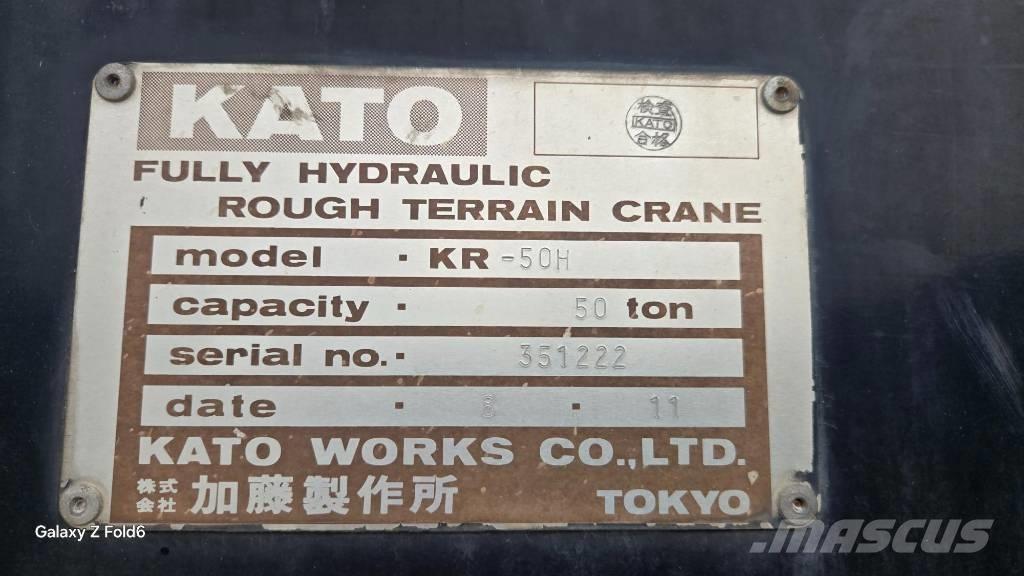 KATO
検査
KATO
合格
FULLY HYDRAULIC
ROUGH TERRAIN CRANE
model · KR-50H
capacity · 50 ton
serial no. · 351222
date · 8 · 11
KATO WORKS CO.,LTD.
株式会社 加藤製作所 TOKYO
Galaxy Z Fold6
MASCUS